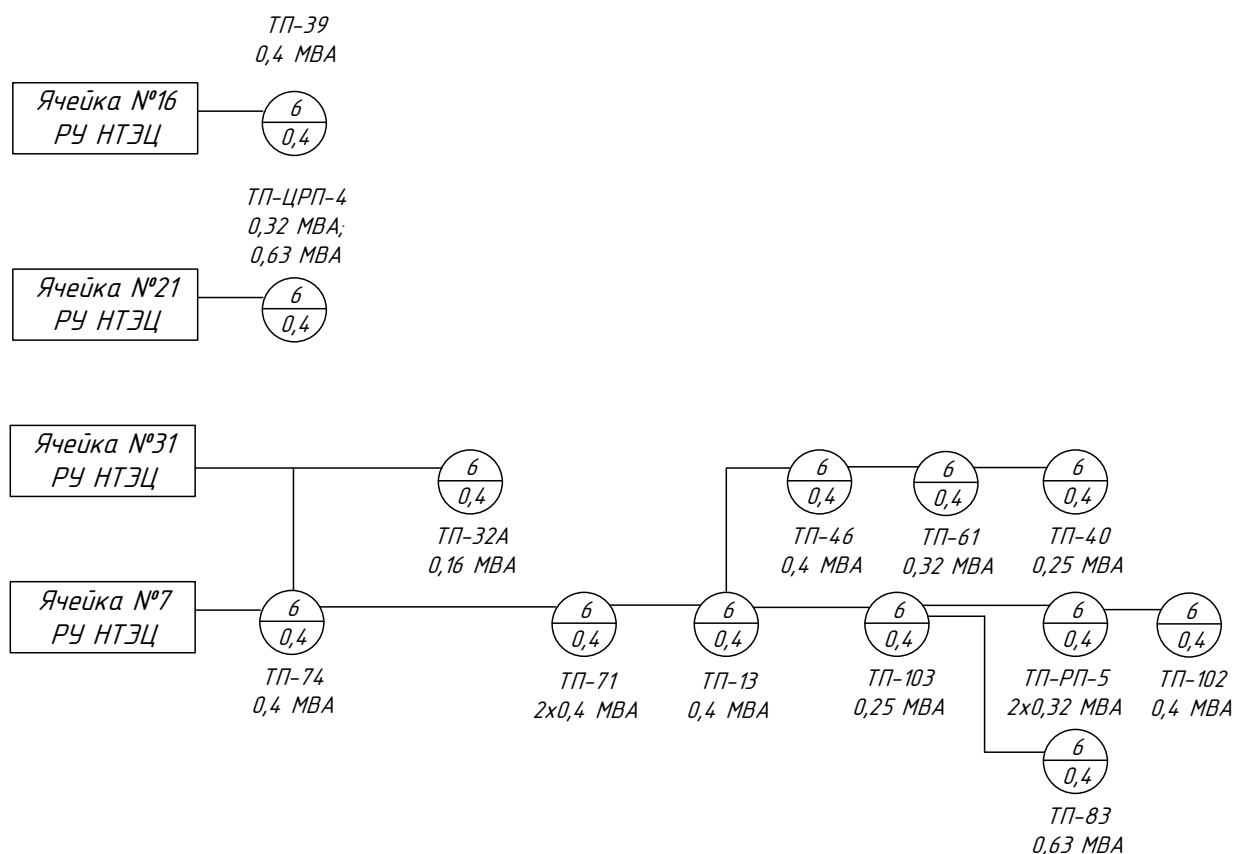 ТП-39
0,4 МВА
Ячейка №16
РУ НТЭЦ
6
0,4
ТП-ЦРП-4
0,32 МВА;
0,63 МВА
Ячейка №21
РУ НТЭЦ
6
0,4
Ячейка №31
РУ НТЭЦ
6
0,4
ТП-32А
0,16 МВА
6
0,4
ТП-46
0,4 МВА
6
0,4
ТП-61
0,32 МВА
6
0,4
ТП-40
0,25 МВА
Ячейка №7
РУ НТЭЦ
6
0,4
ТП-74
0,4 МВА
6
0,4
ТП-71
2х0,4 МВА
6
0,4
ТП-13
0,4 МВА
6
0,4
ТП-103
0,25 МВА
6
0,4
ТП-РП-5
2х0,32 МВА
6
0,4
ТП-102
0,4 МВА
6
0,4
ТП-83
0,63 МВА